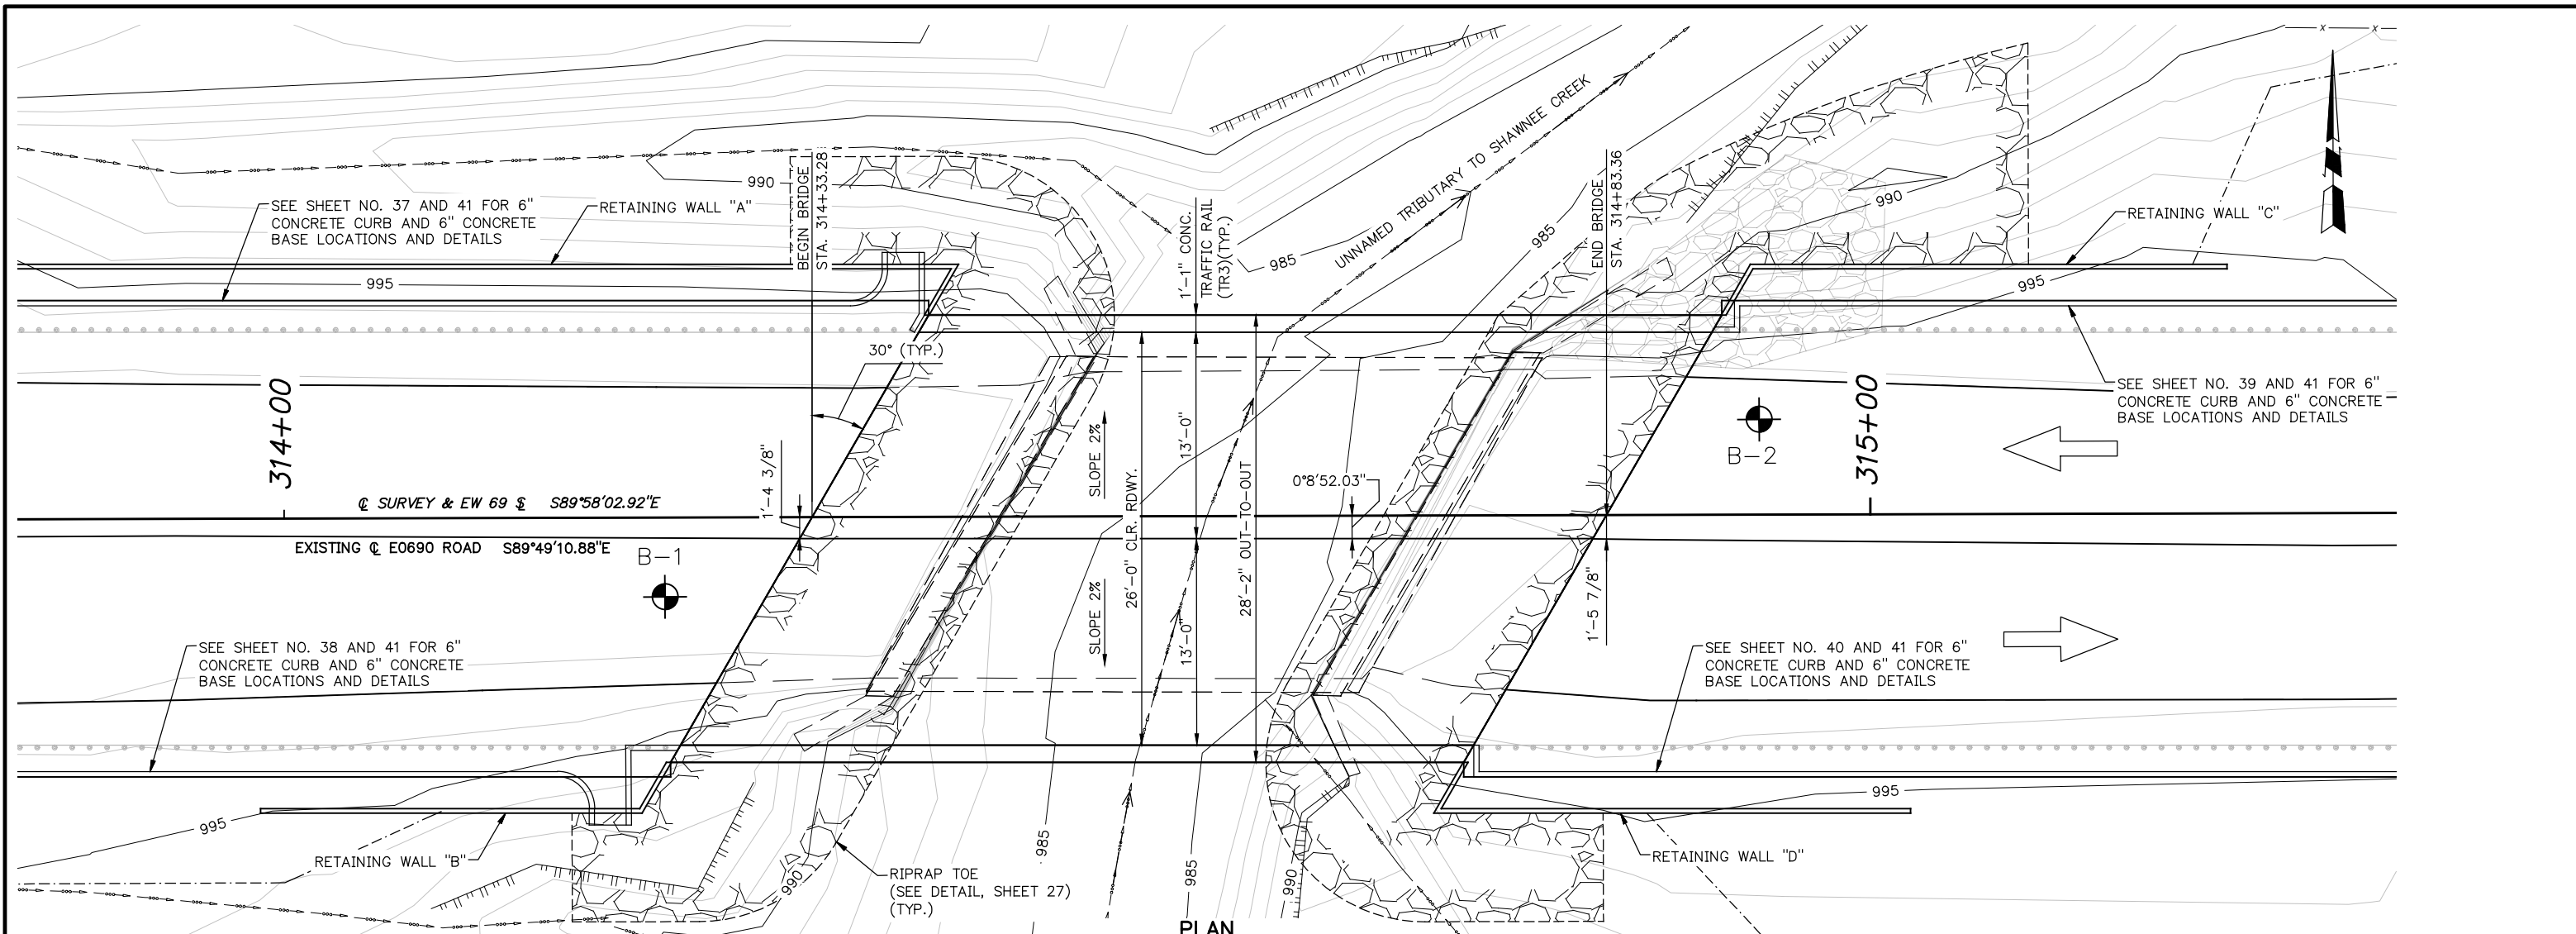 BEGIN BRIDGE
STA. 314+33.28
990
SEE SHEET NO. 37 AND 41 FOR 6"
CONCRETE CURB AND 6" CONCRETE
BASE LOCATIONS AND DETAILS
RETAINING WALL "A"
995
1'-1" CONC.
TRAFFIC RAIL
(TR3)(TYP.)
985
UNNAMED TRIBUTARY TO SHAWNEE CREEK
985
END BRIDGE
STA. 314+83.36
990
RETAINING WALL "C"
995
x
x
30° (TYP.)
SEE SHEET NO. 39 AND 41 FOR 6"
CONCRETE CURB AND 6" CONCRETE
BASE LOCATIONS AND DETAILS
314+00
1'-4 3/8"
SLOPE 2%
13'-0"
26'-0" CLR. RDWY.
28'-2" OUT-TO-OUT
0°8'52.03"
B-2
315+00
℄ SURVEY & EW 69 ℄ S89°58'02.92"E
EXISTING ℄ E0690 ROAD S89°49'10.88"E
B-1
SLOPE 2%
13'-0"
1'-5 7/8"
SEE SHEET NO. 38 AND 41 FOR 6"
CONCRETE CURB AND 6" CONCRETE
BASE LOCATIONS AND DETAILS
SEE SHEET NO. 40 AND 41 FOR 6"
CONCRETE CURB AND 6" CONCRETE
BASE LOCATIONS AND DETAILS
995
995
RETAINING WALL "B"
990
RIPRAP TOE
(SEE DETAIL, SHEET 27)
(TYP.)
985
985
990
RETAINING WALL "D"
PLAN